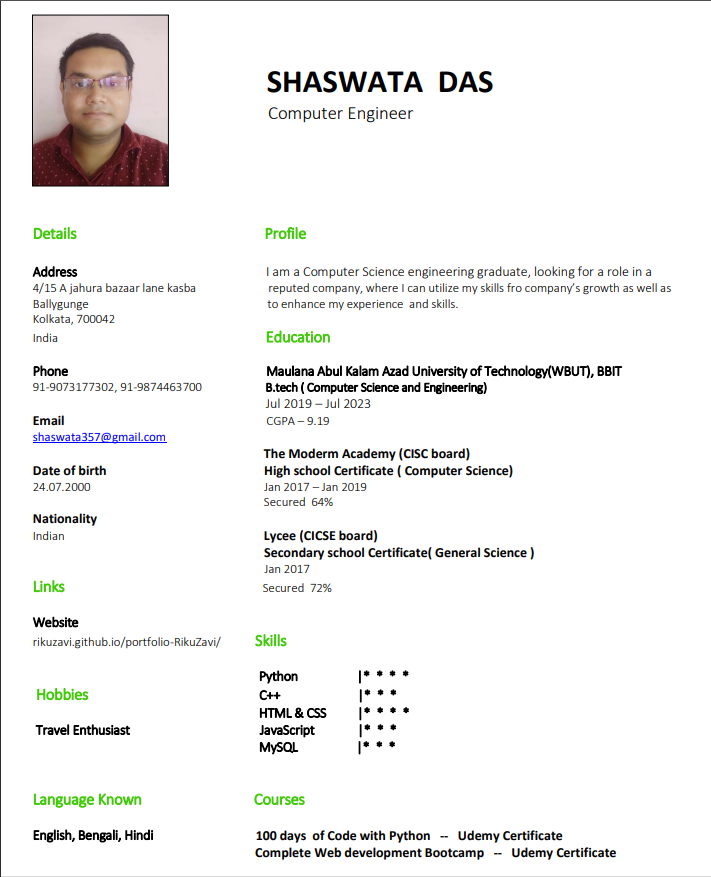 SHASWATA DAS
Computer Engineer
Details
Address
4/15 A jahura bazaar lane kasba
Ballygunge
Kolkata, 700042
India
Phone
91-9073177302, 91-9874463700
Email
shaswata357@gmail.com
Date of birth
24.07.2000
Nationality
Indian
Links
Website
rikuzavi.github.io/portfolio-RikuZavi/
Hobbies
Travel Enthusiast
Language Known
English, Bengali, Hindi
Profile
I am a Computer Science engineering graduate, looking for a role in a
reputed company, where I can utilize my skills fro company's growth as well as
to enhance my experience and skills.
Education
Maulana Abul Kalam Azad University of Technology(WBUT), BBIT
B.tech ( Computer Science and Engineering)
Jul 2019 – Jul 2023
CGPA – 9.19
The Moderm Academy (CISC board)
High school Certificate ( Computer Science)
Jan 2017 – Jan 2019
Secured 64%
Lycee (CICSE board)
Secondary school Certificate( General Science )
Jan 2017
Secured 72%
Skills
Python |* * * *
C++ |* * *
HTML & CSS |* * * *
JavaScript |* * *
MySQL |* * *
Courses
100 days of Code with Python -- Udemy Certificate
Complete Web development Bootcamp -- Udemy Certificate